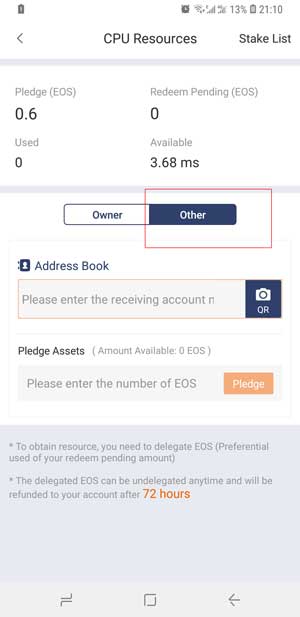 13% 21:10
CPU Resources Stake List
Pledge (EOS) Redeem Pending (EOS)
0.6 0
Used Available
0 3.68 ms
Owner Other
Address Book
Please enter the receiving account n
QR
Pledge Assets ( Amount Available: 0 EOS )
Please enter the number of EOS Pledge
* To obtain resource, you need to delegate EOS (Preferential
used of your redeem pending amount)
* The delegated EOS can be undelegated anytime and will be
refunded to your account after 72 hours